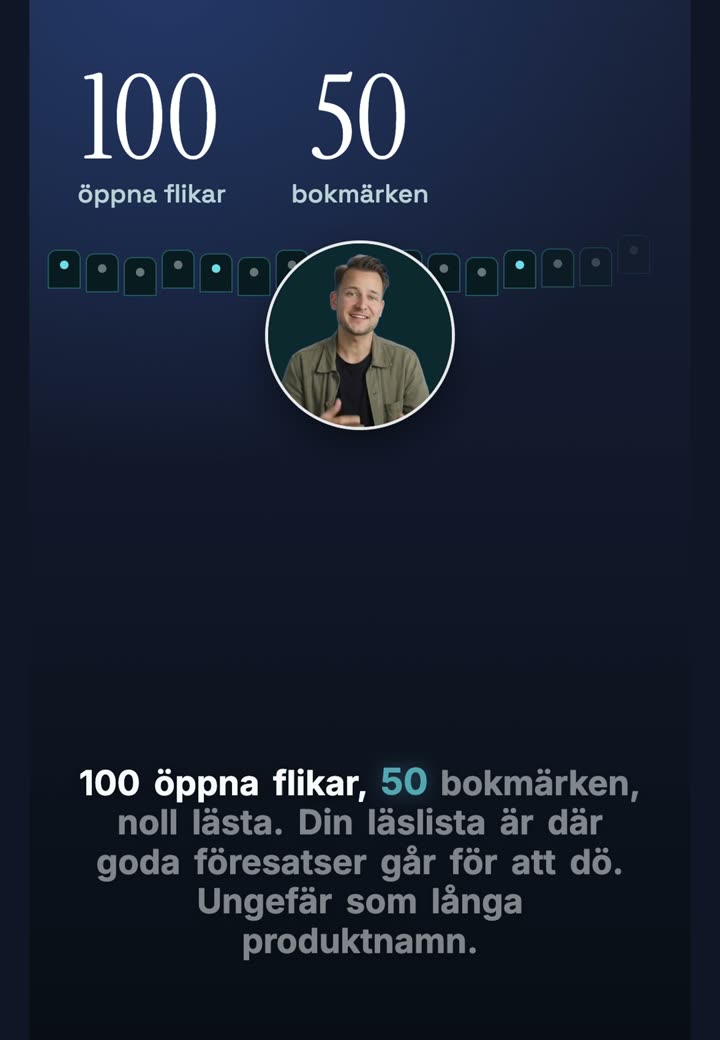 100 50
öppna flikar bokmärken
100 öppna flikar, 50 bokmärken,
noll lästa. Din läslista är där
goda föresatser går för att dö.
Ungefär som långa
produktnamn.